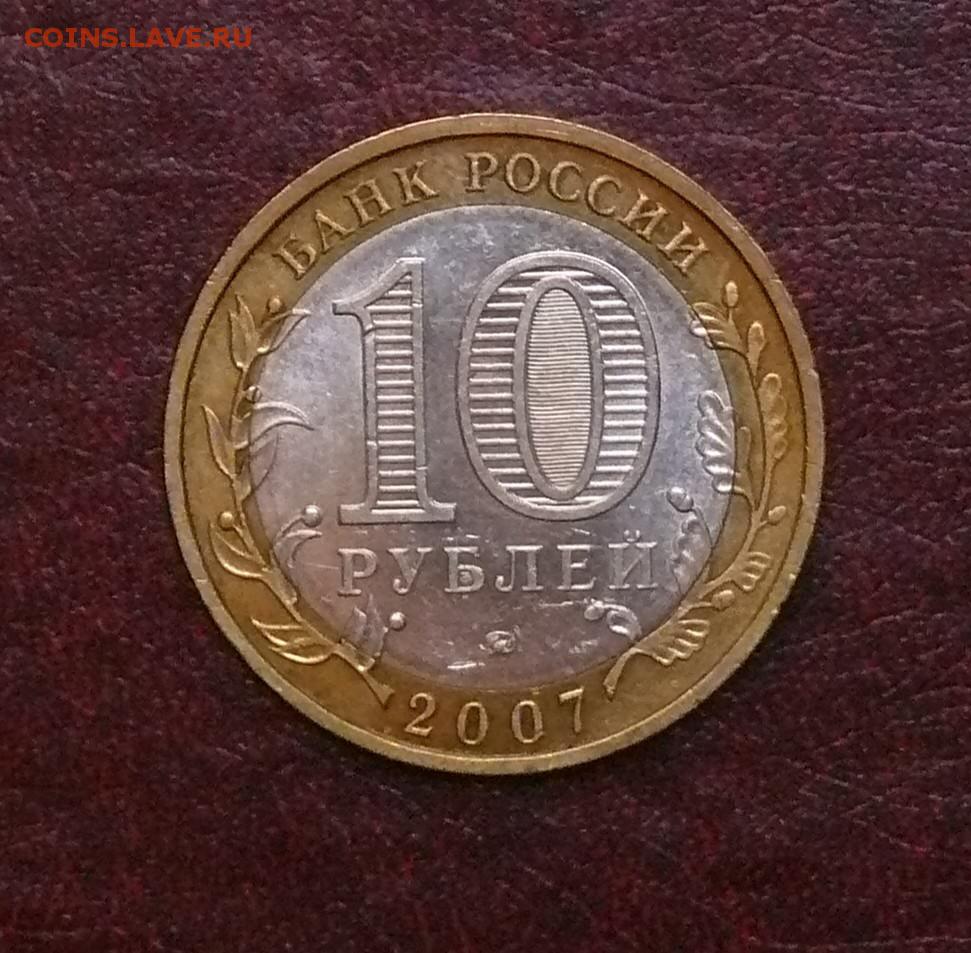 COINS.LAVE.RU
БАНК РОССИИ
10
РУБЛЕЙ
2007